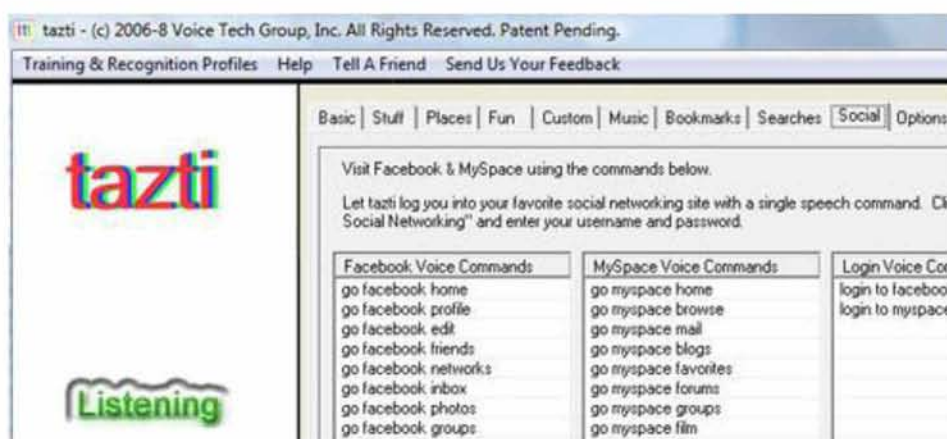 tazti - (c) 2006-8 Voice Tech Group, Inc. All Rights Reserved. Patent Pending.
Training & Recognition Profiles Help Tell A Friend Send Us Your Feedback
Basic Stuff Places Fun Custom Music Bookmarks Searches Social Options
tazti
Visit Facebook & MySpace using the commands below.
Let tazti log you into your favorite social networking site with a single speech command.
Social Networking" and enter your username and password.
Facebook Voice Commands
go facebook home
go facebook profile
go facebook edit
go facebook friends
go facebook networks
go facebook inbox
go facebook photos
go facebook groups
MySpace Voice Commands
go myspace home
go myspace browse
go myspace mail
go myspace blogs
go myspace favorites
go myspace forums
go myspace groups
go myspace film
Login Voice
login to
login to myspace
Listening